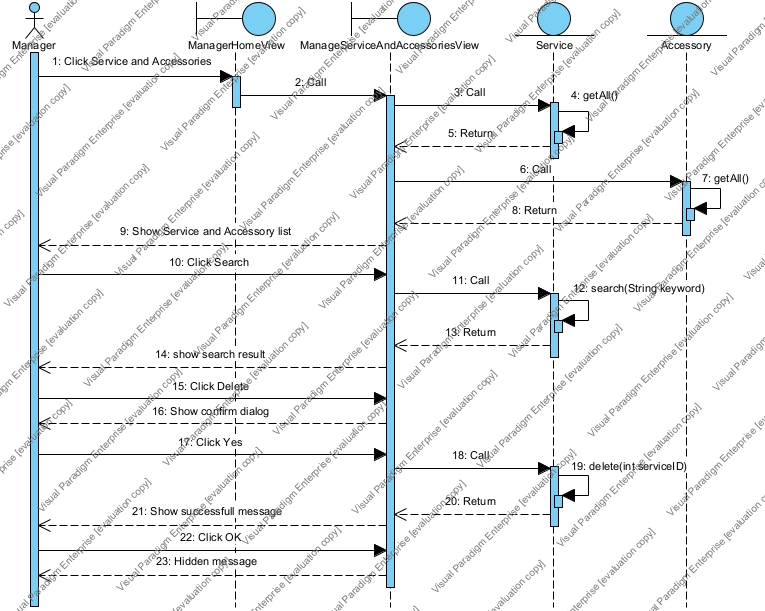 Manager
ManagerHomeView
ManageServiceAndAccessoriesView
Service
Accessory
1: Click Service and Accessories
2: Call
3: Call
4: getAll()
5: Return
6: Call
7: getAll()
8: Return
9: Show Service and Accessory list
10: Click Search
11: Call
12: search(String keyword)
13: Return
14: show search result
15: Click Delete
16: Show confirm dialog
17: Click Yes
18: Call
19: delete(int serviceID)
20: Return
21: Show successfull message
22: Click OK
23: Hidden message
Visual Paradigm Enterprise [evaluation copy]